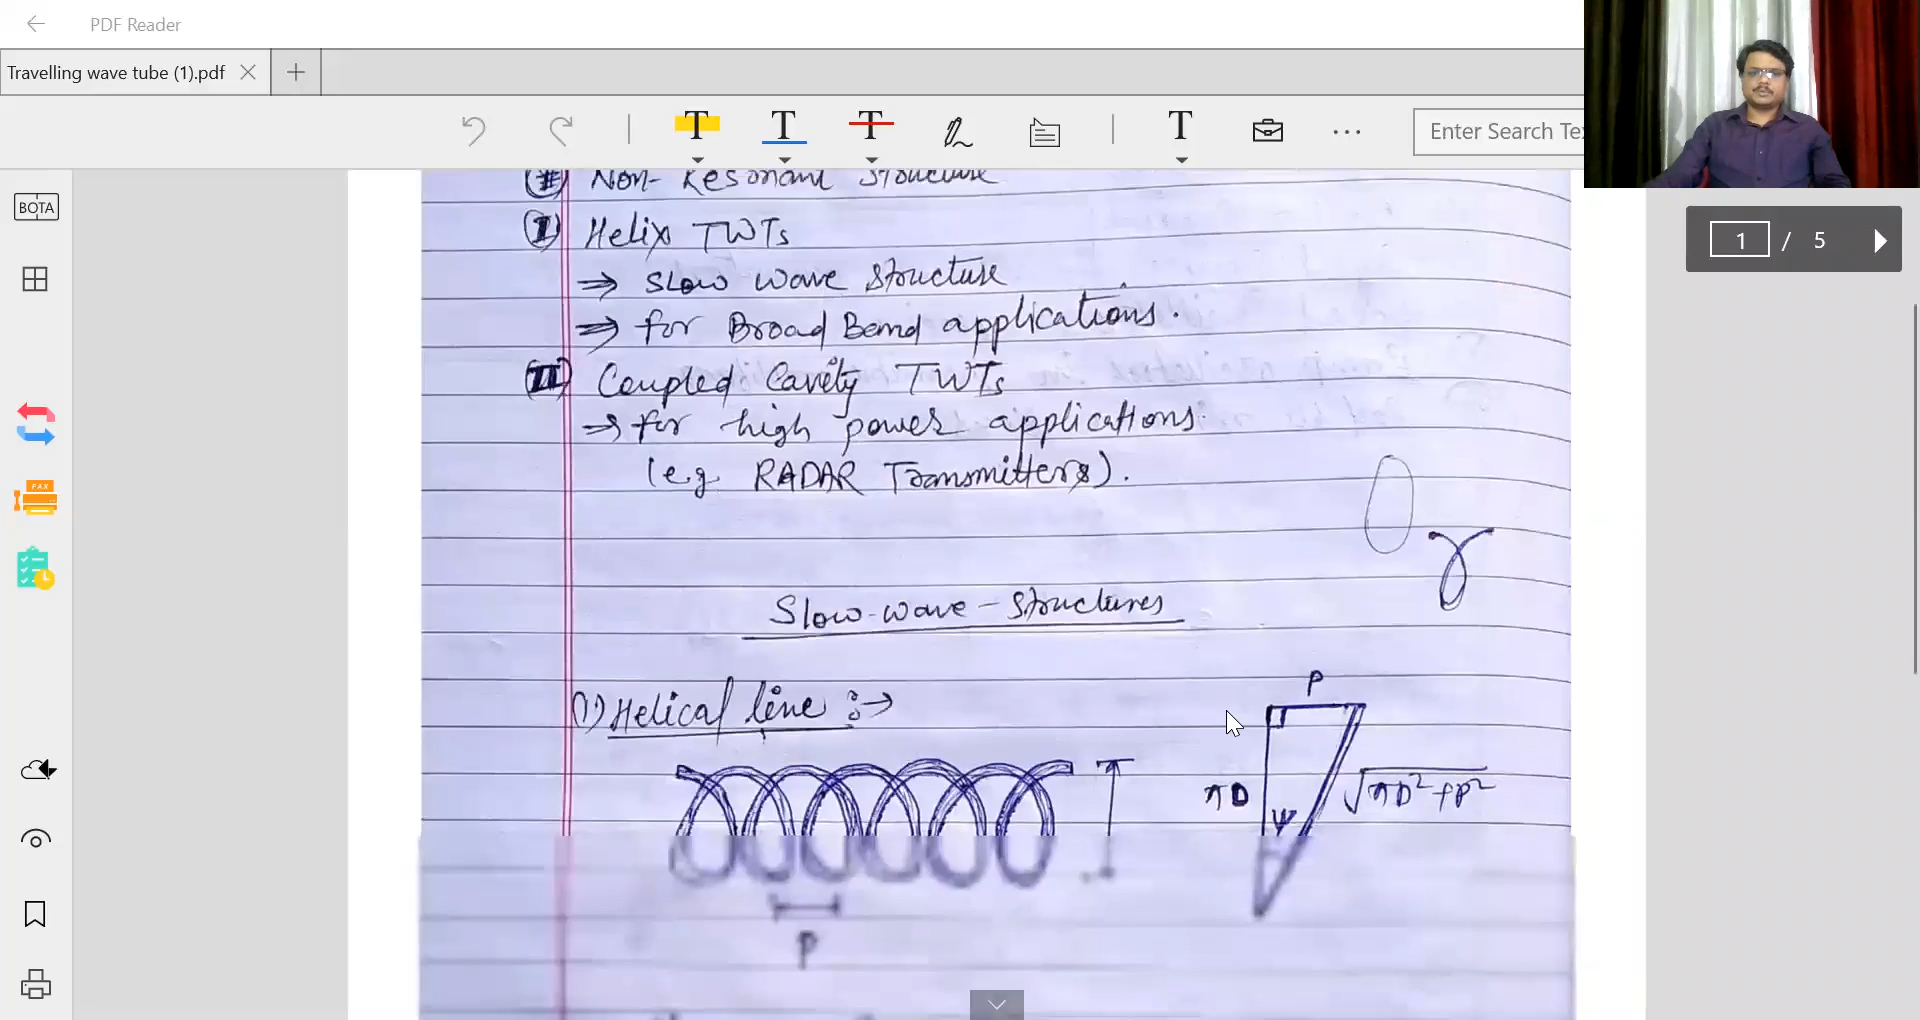 PDF Reader
Travelling wave tube (1).pdf
T T T T ... Enter Search Te
BOTA
1 / 5
FAX
Non-Resonant Structure
(I) Helix TWTs
⇒ Slow wave structure
⇒ for Broad Band applications.
(II) Coupled Cavity TWTs
→ for high power applications.
(e.g. RADAR Transmitters).
γ
Slow-wave-Structures
(1) Helical line :→
P
πD
ψ
√πD²+P²
P